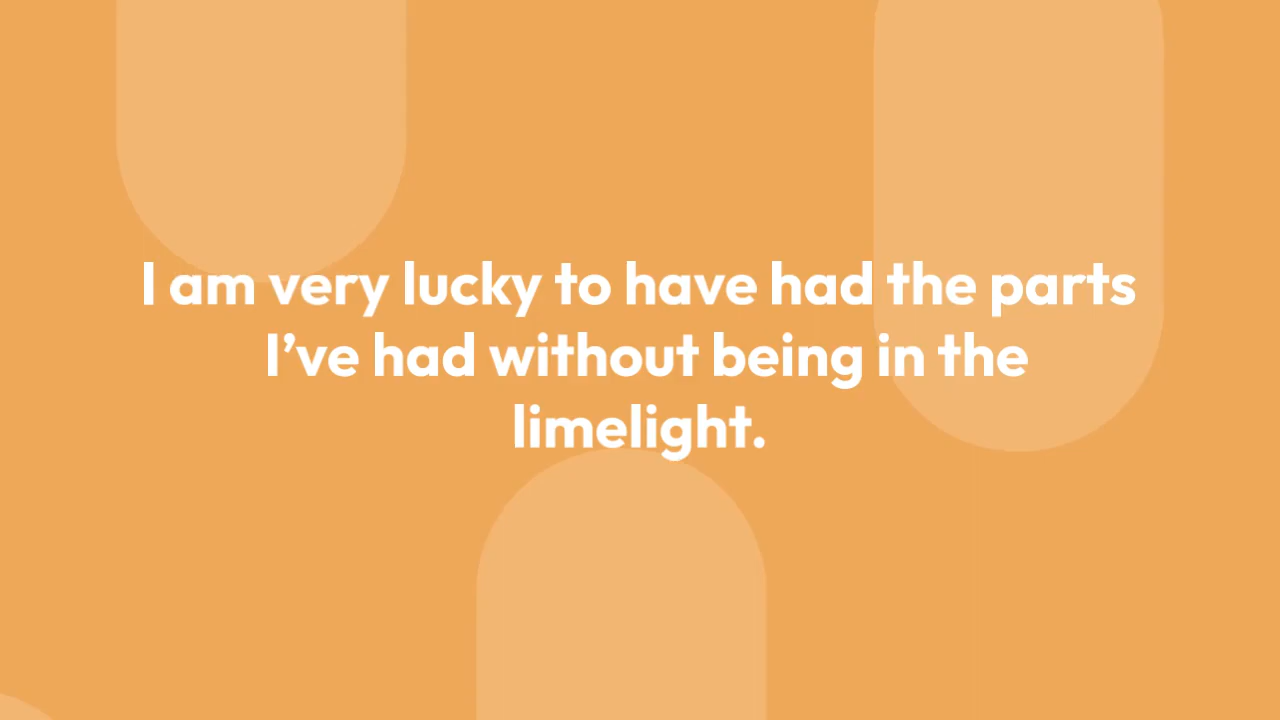 I am very lucky to have had the parts
I’ve had without being in the
limelight.